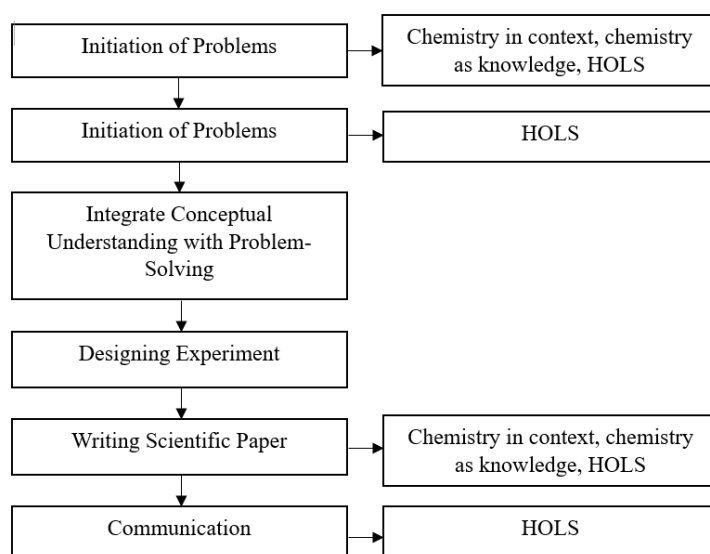 Initiation of Problems
Chemistry in context, chemistry
as knowledge, HOLS
Initiation of Problems
HOLS
Integrate Conceptual
Understanding with Problem-
Solving
Designing Experiment
Writing Scientific Paper
Chemistry in context, chemistry
as knowledge, HOLS
Communication
HOLS